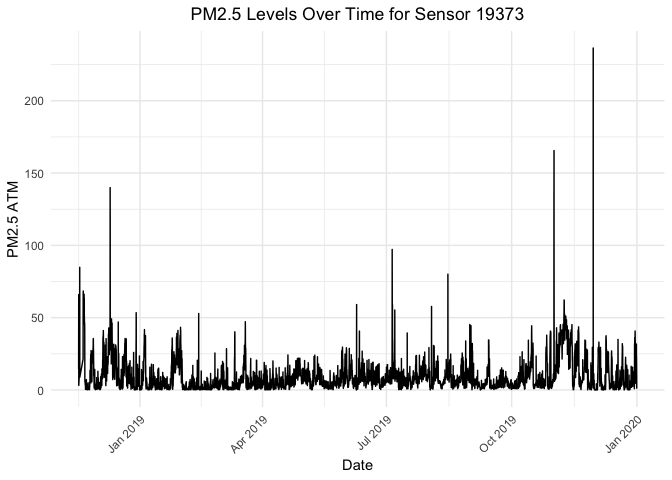 PM2.5 Levels Over Time for Sensor 19373
PM2.5 ATM
200
150
100
50
0
Jan 2019
Apr 2019
Jul 2019
Oct 2019
Jan 2020
Date